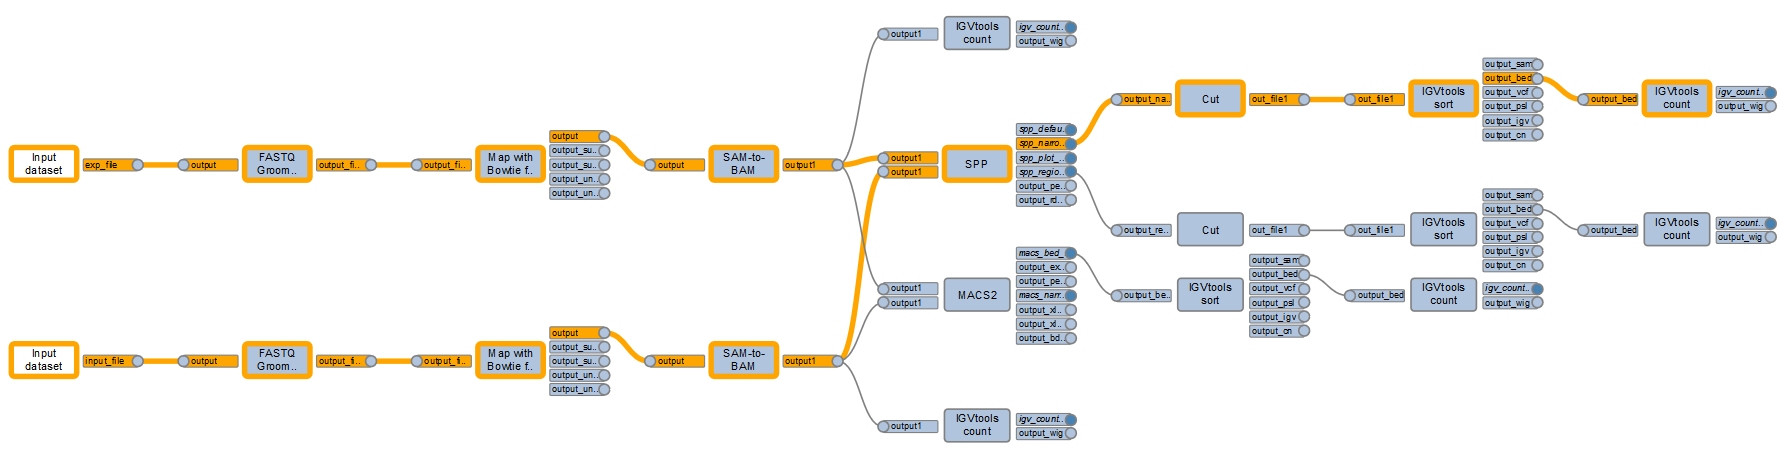 output1
IGVtools
count
igv_count..
output_wig
Input
dataset
exp_file
output
FASTQ
Groom..
output_fi..
output_fi..
Map with
Bowtie f..
output
output_su..
output_su..
output_un..
output_un..
output
SAM-to-
BAM
output1
output1
output1
SPP
spp_defau..
spp_narro..
spp_plot_..
spp_regio..
output_pe..
output_rd..
output_na..
Cut
out_file1
out_file1
IGVtools
sort
output_sam
output_bed
output_vcf
output_psl
output_igv
output_cn
output_bed
IGVtools
count
igv_count..
output_wig
output_re..
Cut
out_file1
out_file1
IGVtools
sort
output_sam
output_bed
output_vcf
output_psl
output_igv
output_cn
output_bed
IGVtools
count
igv_count..
output_wig
output1
output1
MACS2
macs_bed_..
output_ex..
output_pe..
macs_narr..
output_xl..
output_xl..
output_bd..
output_be..
IGVtools
sort
output_sam
output_bed
output_vcf
output_psl
output_igv
output_cn
output_bed
IGVtools
count
igv_count..
output_wig
Input
dataset
input_file
output
FASTQ
Groom..
output_fi..
output_fi..
Map with
Bowtie f..
output
output_su..
output_su..
output_un..
output_un..
output
SAM-to-
BAM
output1
output1
IGVtools
count
igv_count..
output_wig